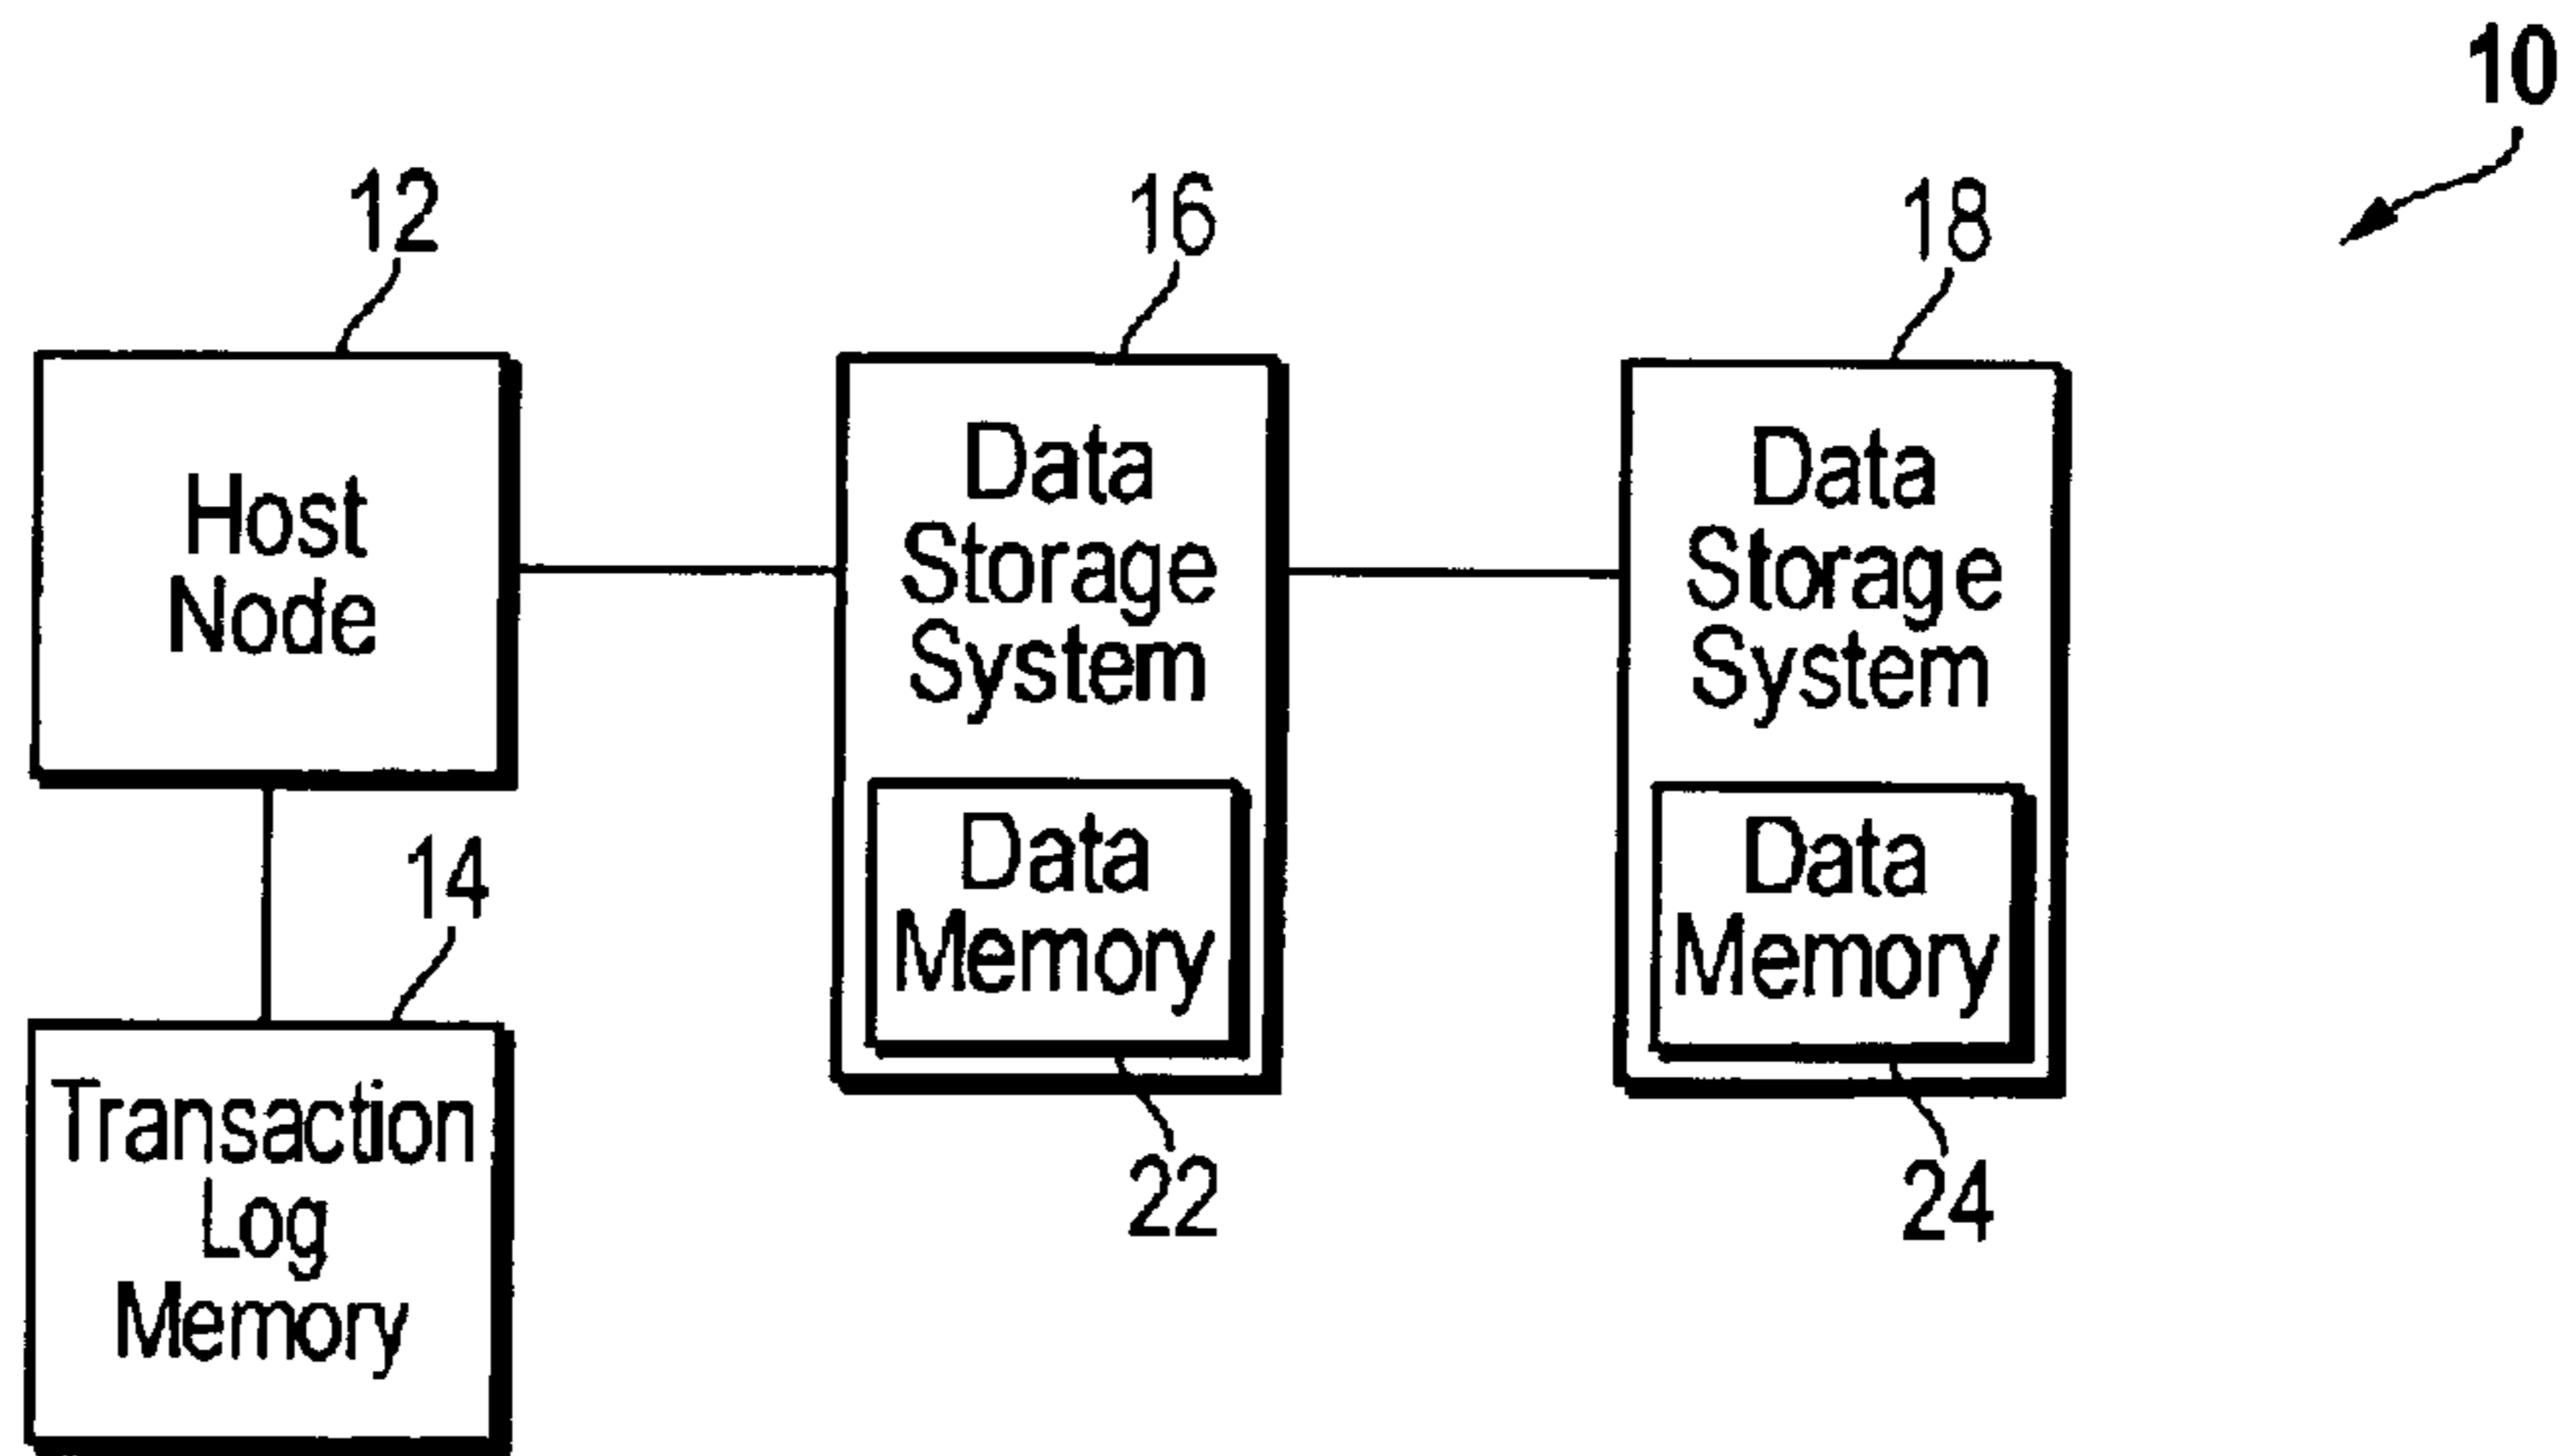 10
12
16
18
Host
Node
Data
Storage
System
Data
Memory
Data
Storage
System
Data
Memory
14
Transaction
Log
Memory
22
24